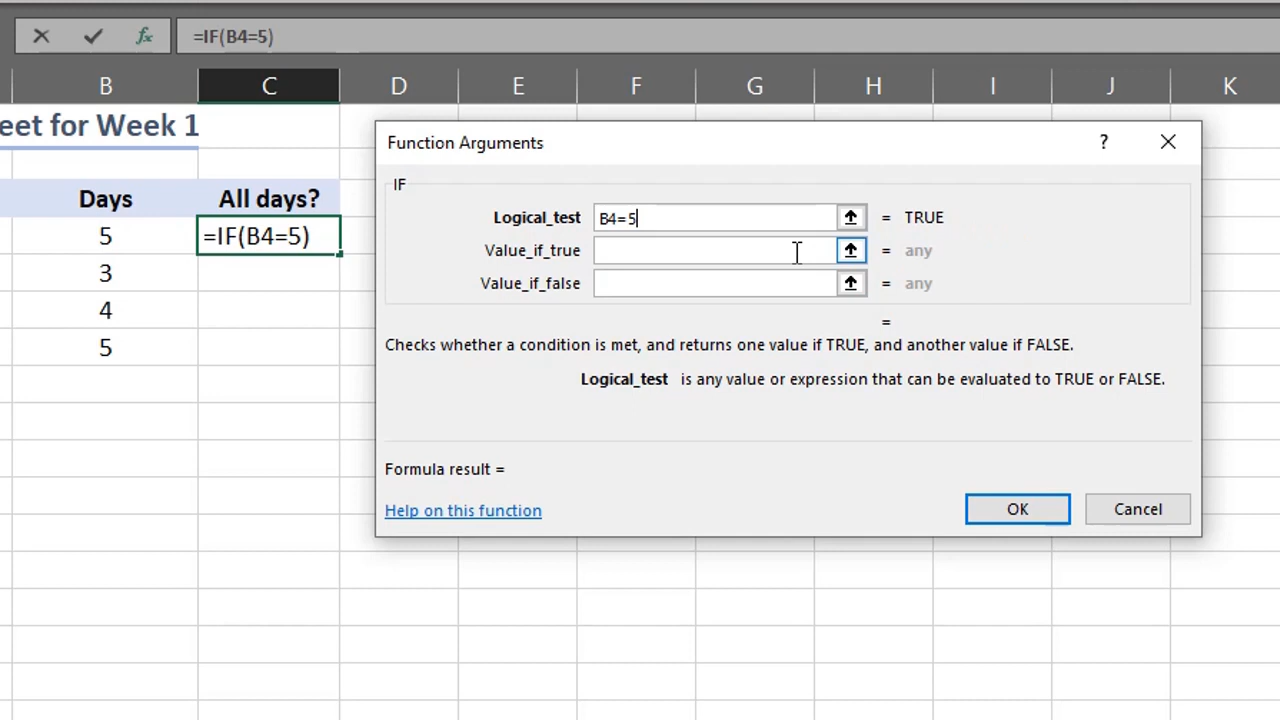 =IF(B4=5)
B C D E F G H I J K
eet for Week 1
Days All days?
5 =IF(B4=5)
3
4
5
Function Arguments ?
IF
Logical_test B4=5 = TRUE
Value_if_true = any
Value_if_false = any
=
Checks whether a condition is met, and returns one value if TRUE, and another value if FALSE.
Logical_test is any value or expression that can be evaluated to TRUE or FALSE.
Formula result =
Help on this function OK Cancel